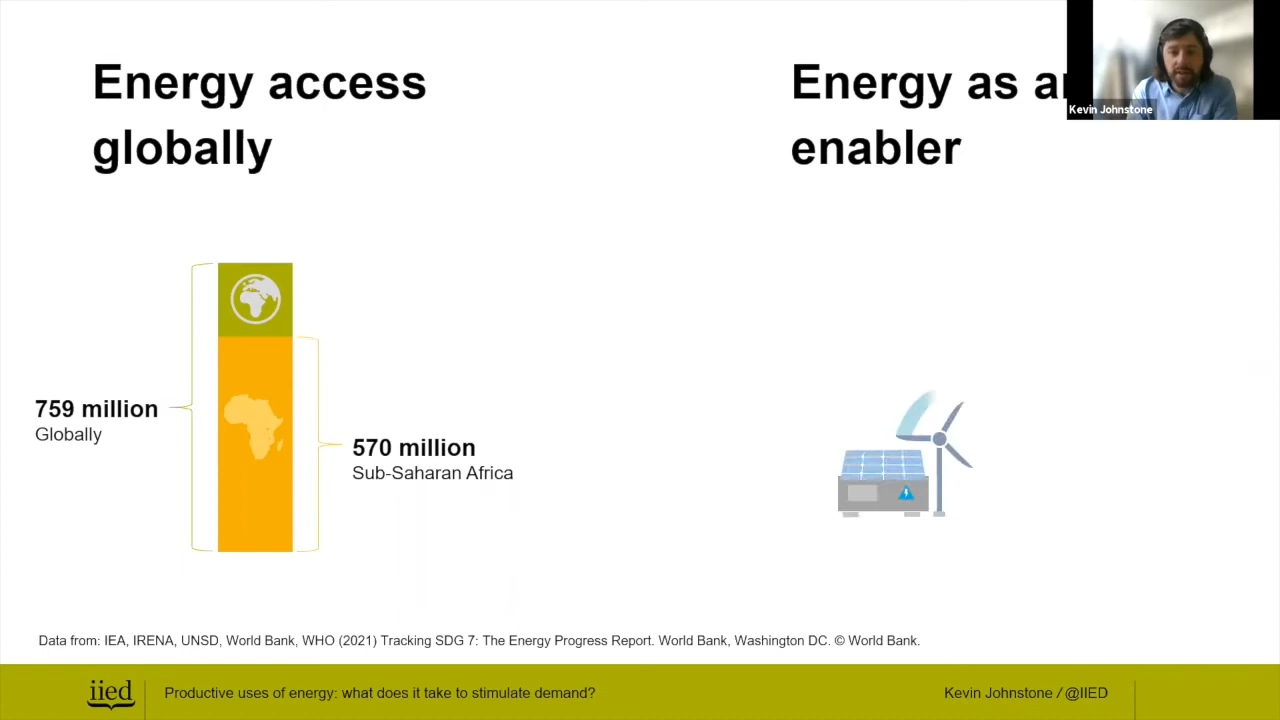 Energy access
globally
Energy as a
enabler
Kevin Johnstone
759 million
Globally
570 million
Sub-Saharan Africa
Data from: IEA, IRENA, UNSD, World Bank, WHO (2021) Tracking SDG 7: The Energy Progress Report. World Bank, Washington DC. © World Bank.
iied
Productive uses of energy: what does it take to stimulate demand?
Kevin Johnstone / @IIED